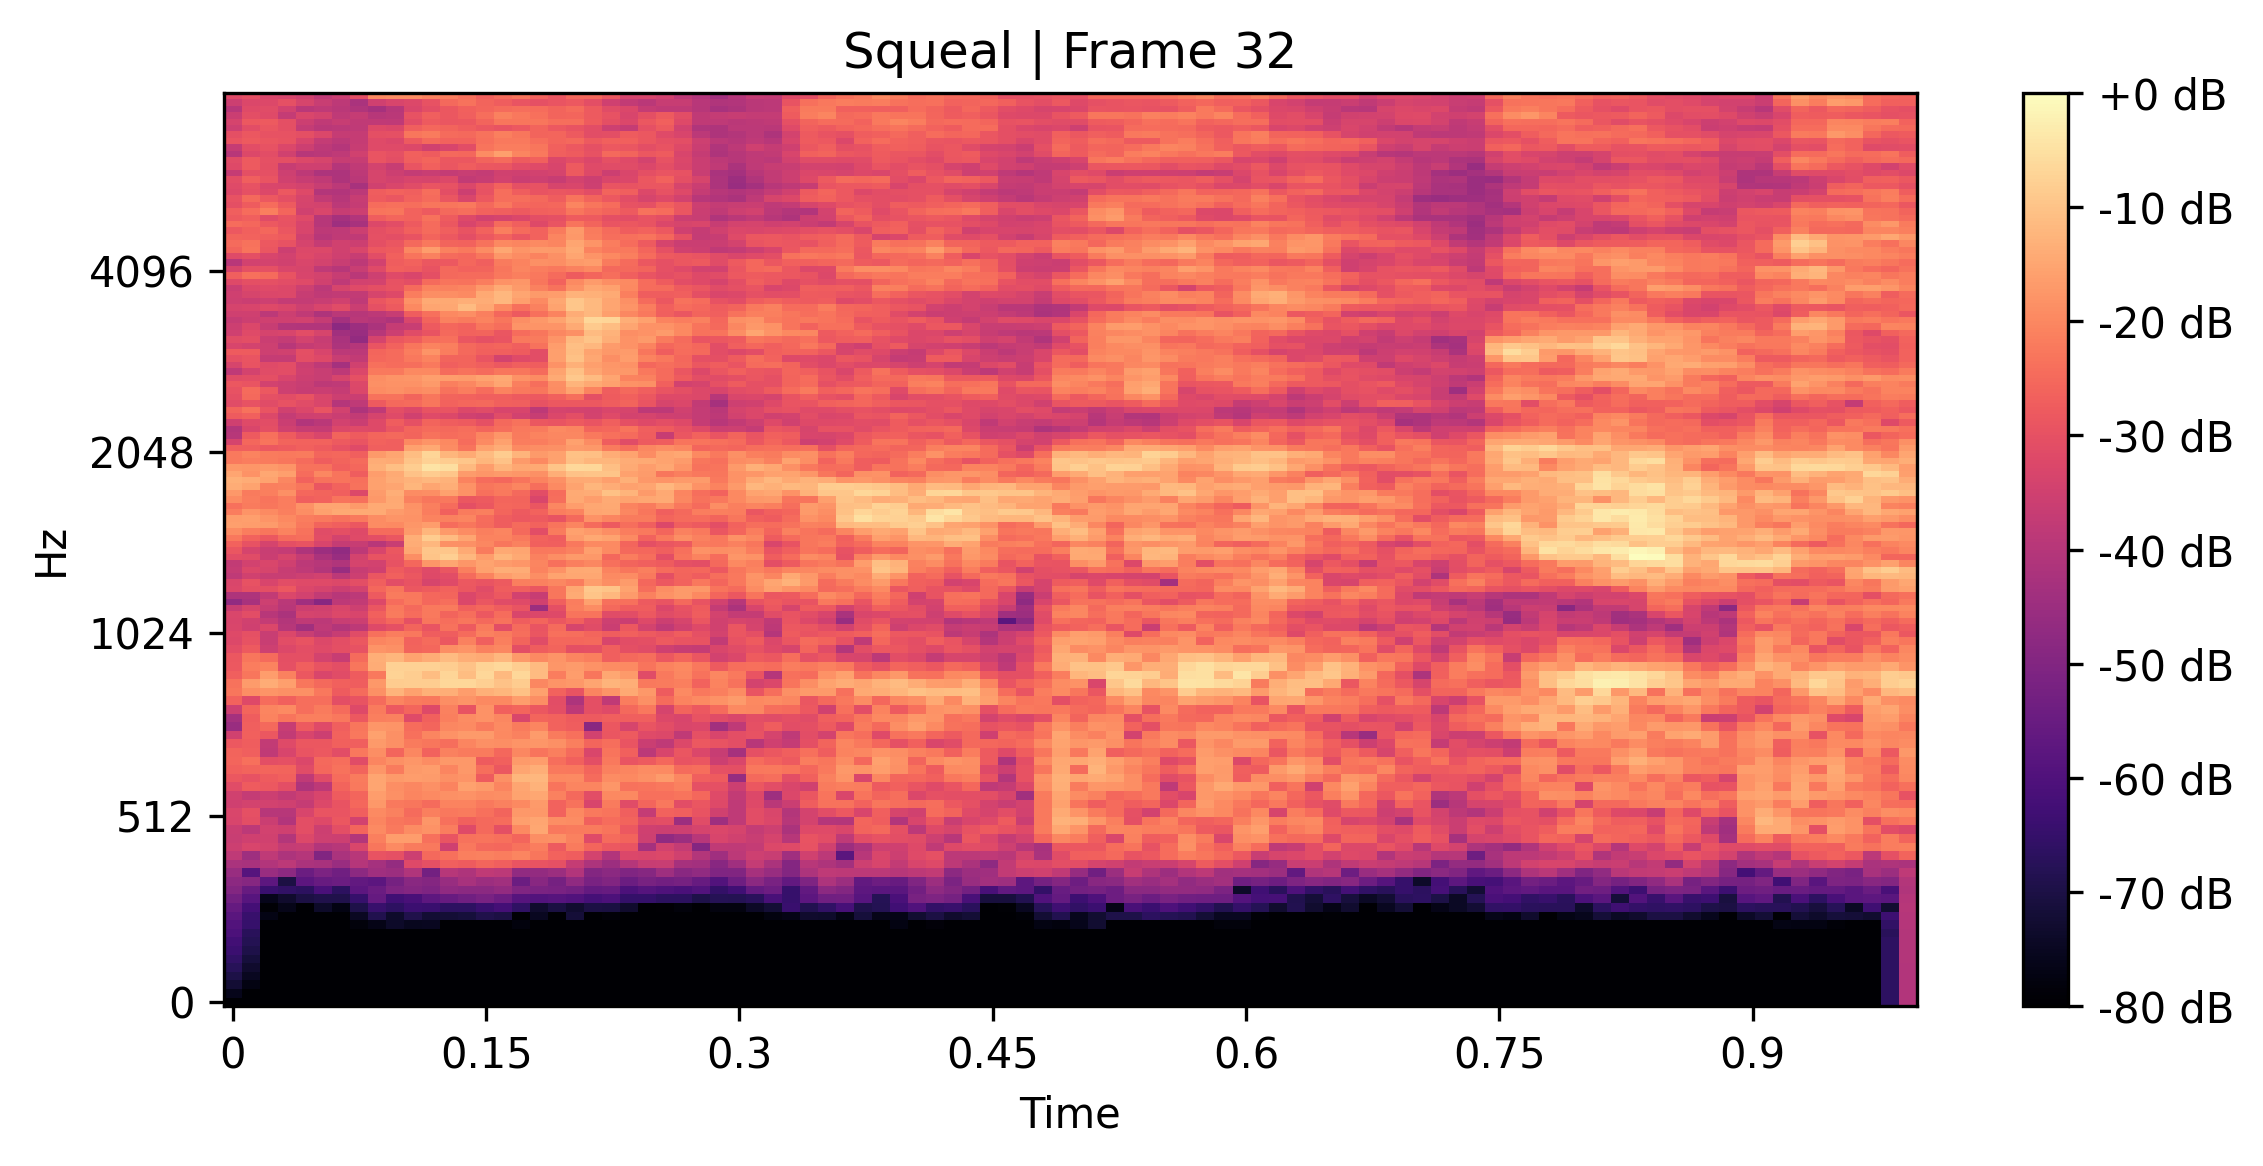 Squeal | Frame 32
Hz
4096
2048
1024
512
0
0 0.15 0.3 0.45 0.6 0.75 0.9
Time
+0 dB
-10 dB
-20 dB
-30 dB
-40 dB
-50 dB
-60 dB
-70 dB
-80 dB